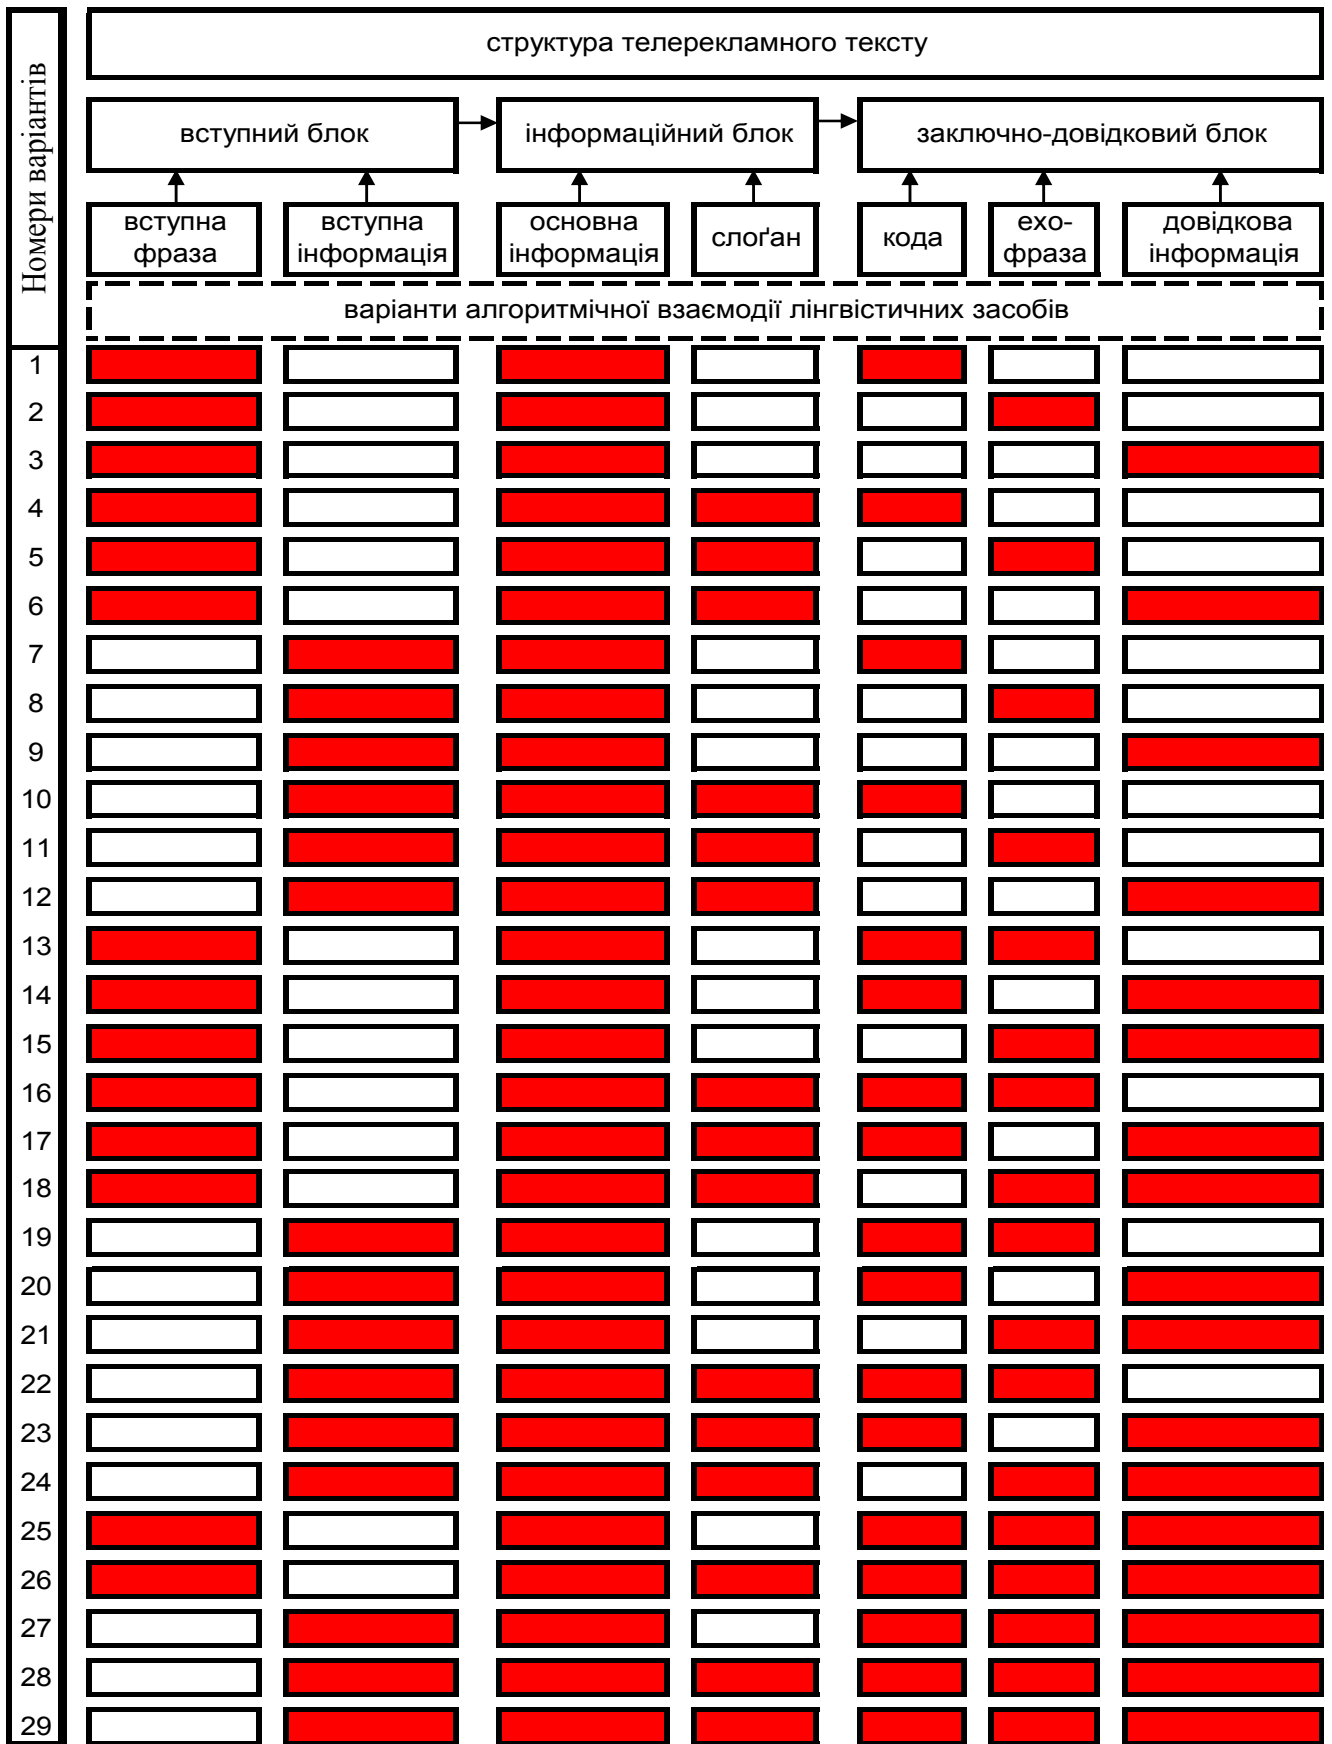 Номери варіантів
структура телерекламного тексту
вступний блок
інформаційний блок
заключно-довідковий блок
вступна
фраза
вступна
інформація
основна
інформація
слоґан
кода
ехо-
фраза
довідкова
інформація
варіанти алгоритмічної взаємодії лінгвістичних засобів
1
2
3
4
5
6
7
8
9
10
11
12
13
14
15
16
17
18
19
20
21
22
23
24
25
26
27
28
29